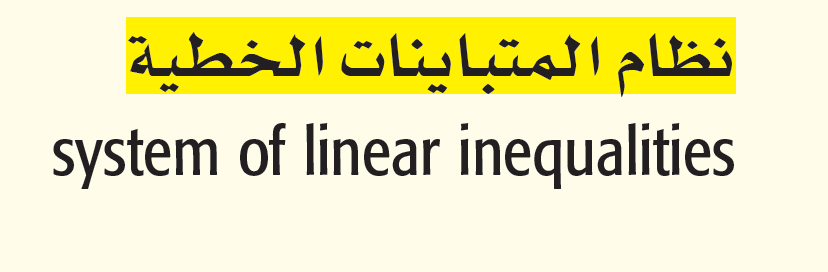 نظام المتباينات الخطية
system of linear inequalities